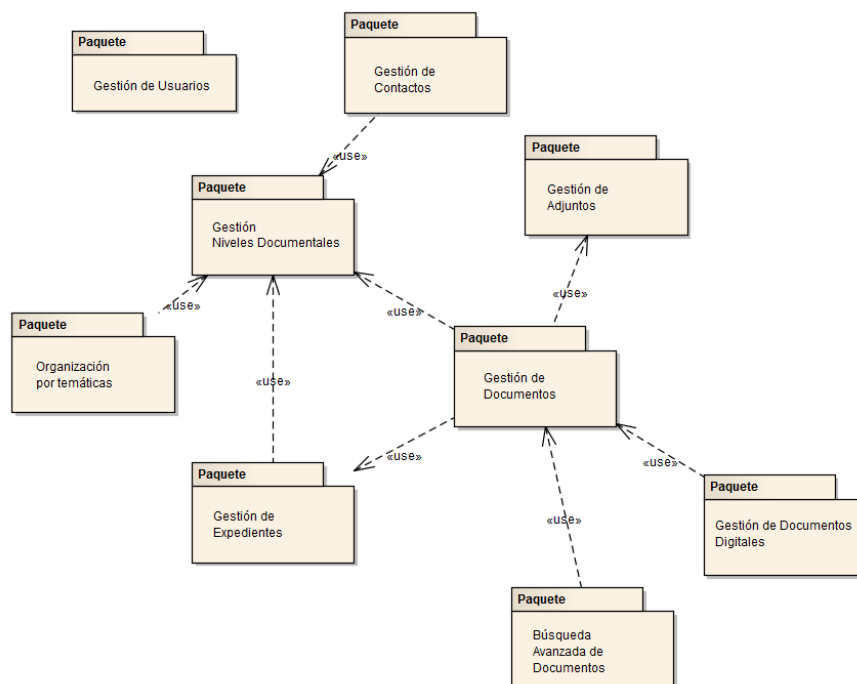 Paquete
Gestión de Usuarios
Paquete
Gestión de
Contactos
«use»
Paquete
Gestión de
Adjuntos
Paquete
Gestión
Niveles Documentales
«use»
«use»
«use»
Paquete
Organización
por temáticas
Paquete
Gestión de
Documentos
«use»
«use»
«use»
Paquete
Gestión de
Expedientes
Paquete
Gestión de Documentos
Digitales
«use»
Paquete
Búsqueda
Avanzada de
Documentos